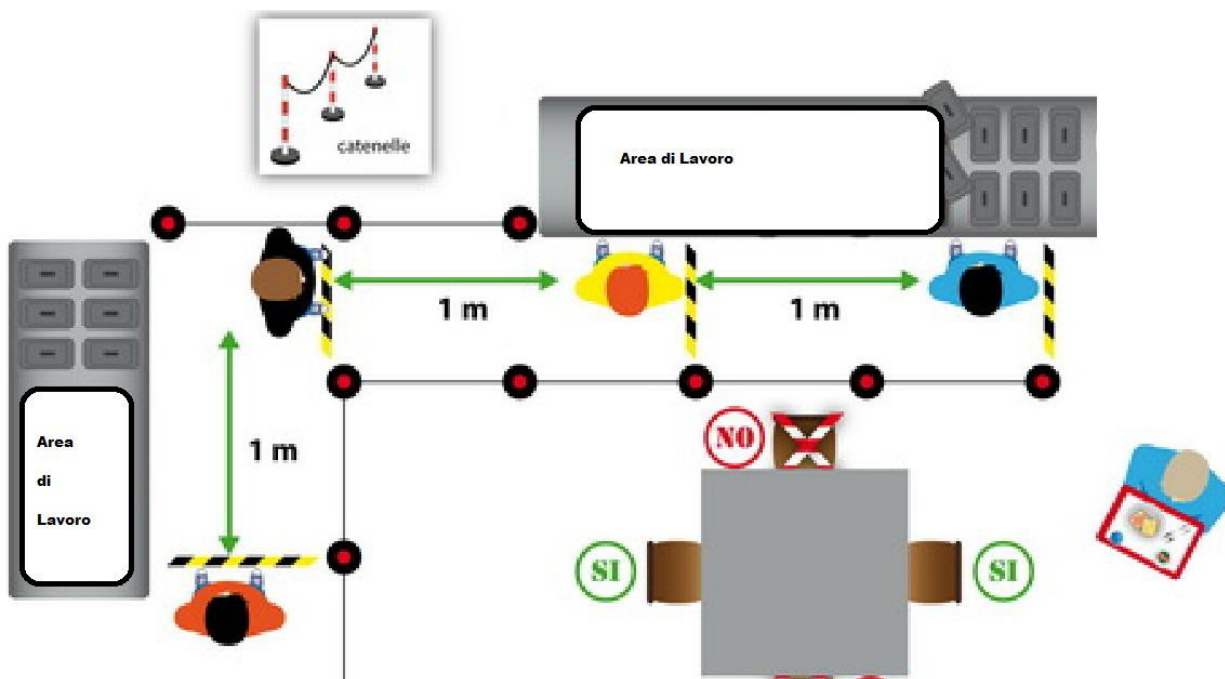 catenelle
Area di Lavoro
1 m
1 m
Area
di
Lavoro
1 m
NO
SI
SI